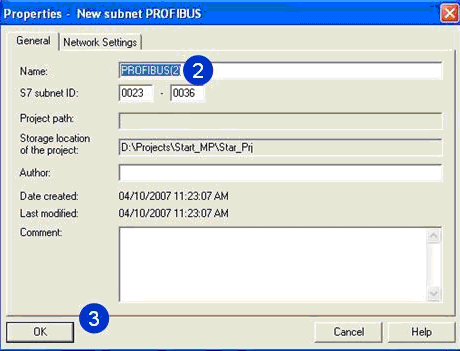 Properties - New subnet PROFIBUS
General Network Settings
Name: PROFIBUS(2) 2
S7 subnet ID: 0023 - 0036
Project path:
Storage location
of the project: D:\Projects\Start_MP\Star_Prj
Author:
Date created: 04/10/2007 11:23:07 AM
Last modified: 04/10/2007 11:23:07 AM
Comment:
3
OK Cancel Help